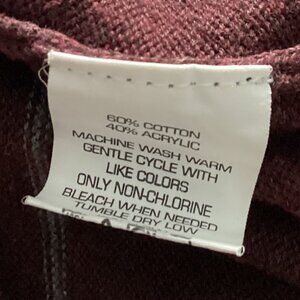 60% COTTON
40% ACRYLIC
MACHINE WASH WARM
GENTLE CYCLE WITH
LIKE COLORS
ONLY NON-CHLORINE
BLEACH WHEN NEEDED
TUMBLE DRY LOW